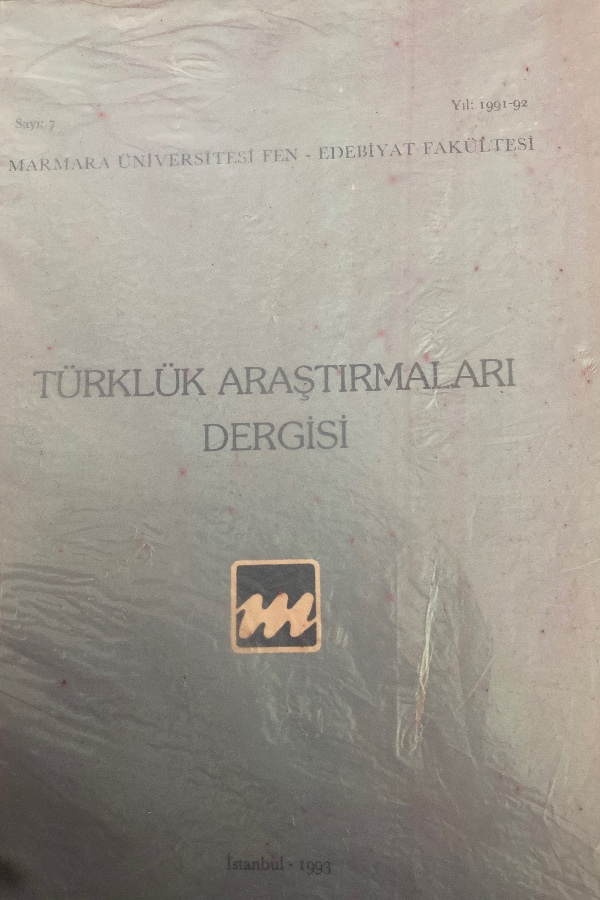 Sayı: 7
Yıl: 1991-92
MARMARA ÜNİVERSİTESİ FEN - EDEBİYAT FAKÜLTESİ
TÜRKLÜK ARAŞTIRMALARI
DERGİSİ
m
İstanbul - 1993